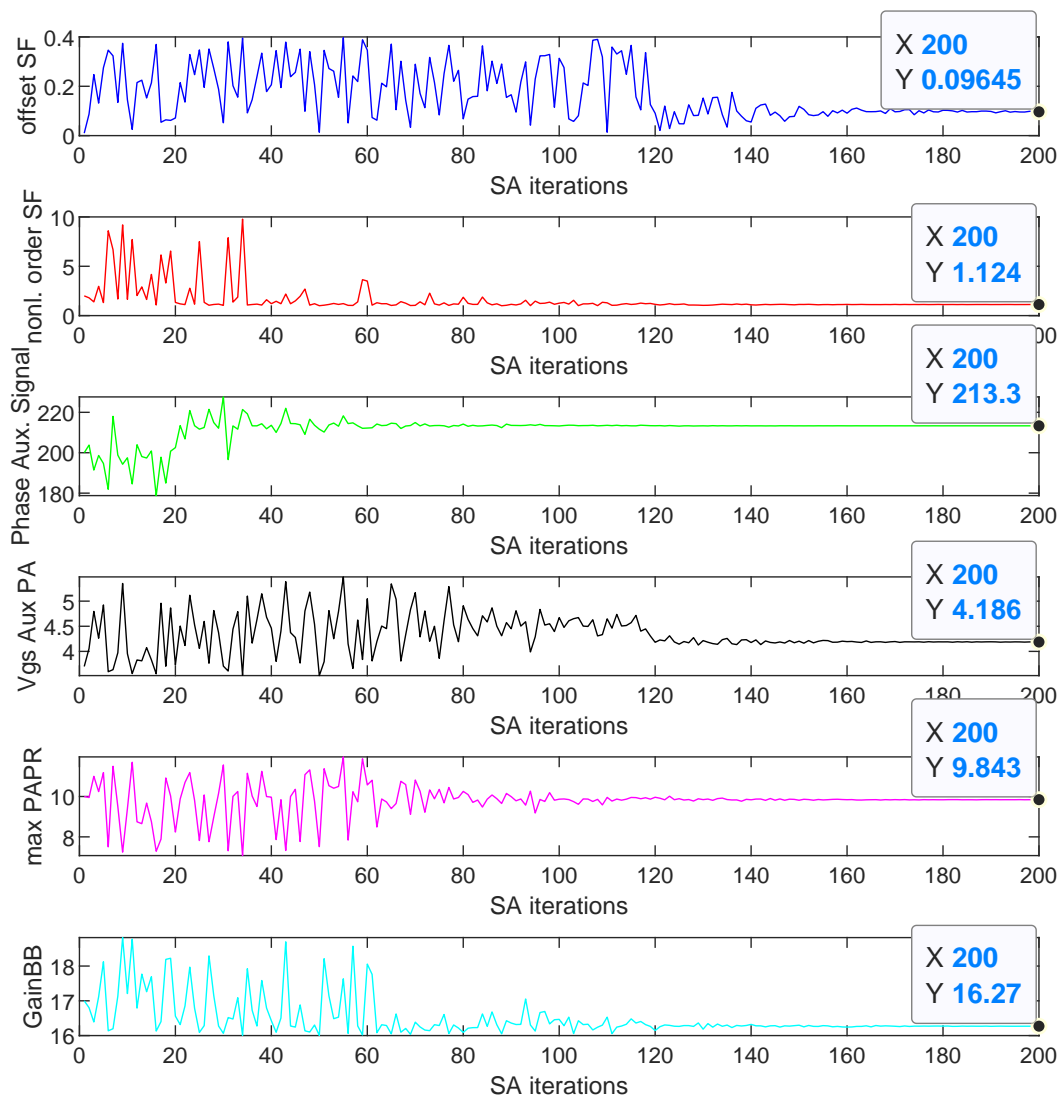 offset SF
0.4
0.2
0
X 200
Y 0.09645
0 20 40 60 80 100 120 140 160 180 200
SA iterations
nonl. order SF
10
5
0
X 200
Y 1.124
0 20 40 60 80 100 120 140 160 180 200
SA iterations
Phase Aux. Signal
220
200
180
X 200
Y 213.3
0 20 40 60 80 100 120 140 160 180 200
SA iterations
Vgs Aux PA
5
4.5
4
X 200
Y 4.186
0 20 40 60 80 100 120 140 160 180 200
SA iterations
max PAPR
10
8
X 200
Y 9.843
0 20 40 60 80 100 120 140 160 180 200
SA iterations
GainBB
18
17
16
X 200
Y 16.27
0 20 40 60 80 100 120 140 160 180 200
SA iterations